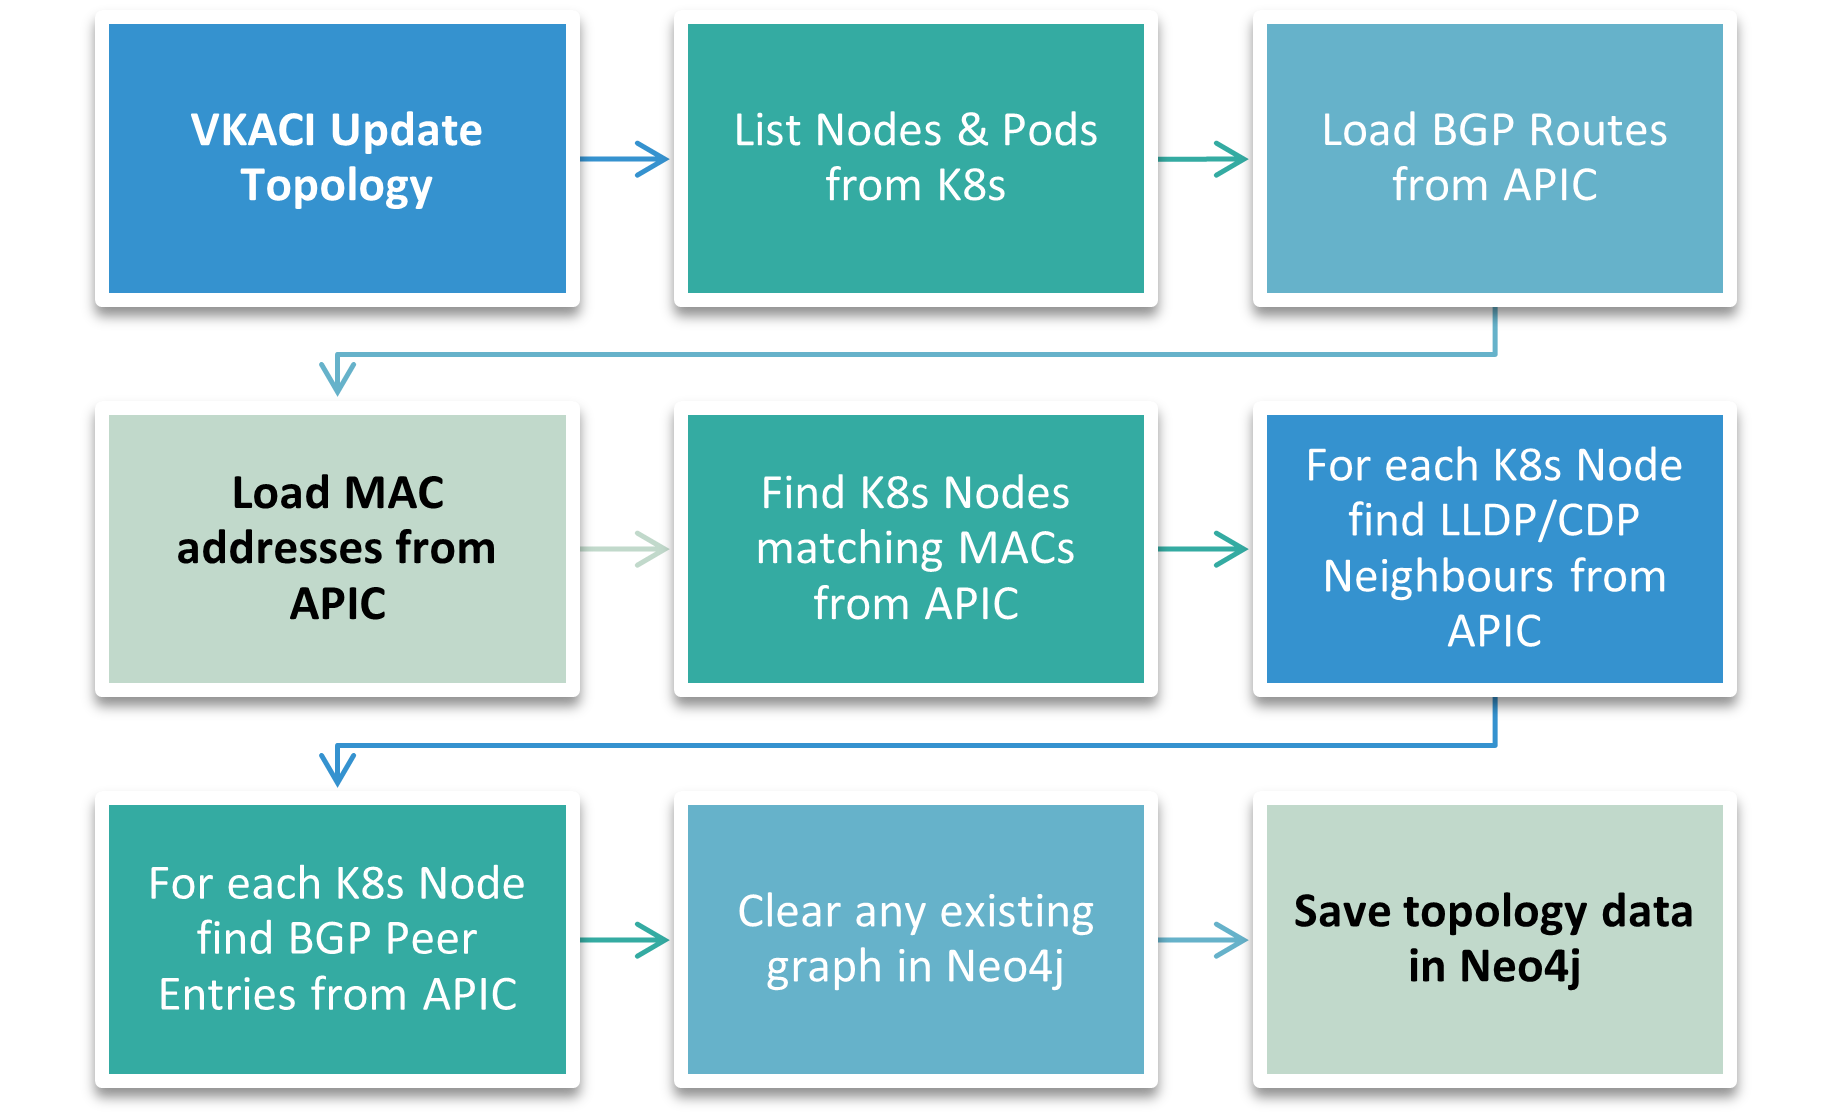 VKACI Update
Topology
List Nodes & Pods
from K8s
Load BGP Routes
from APIC
Load MAC
addresses from
APIC
Find K8s Nodes
matching MACs
from APIC
For each K8s Node
find LLDP/CDP
Neighbours from
APIC
For each K8s Node
find BGP Peer
Entries from APIC
Clear any existing
graph in Neo4j
Save topology data
in Neo4j